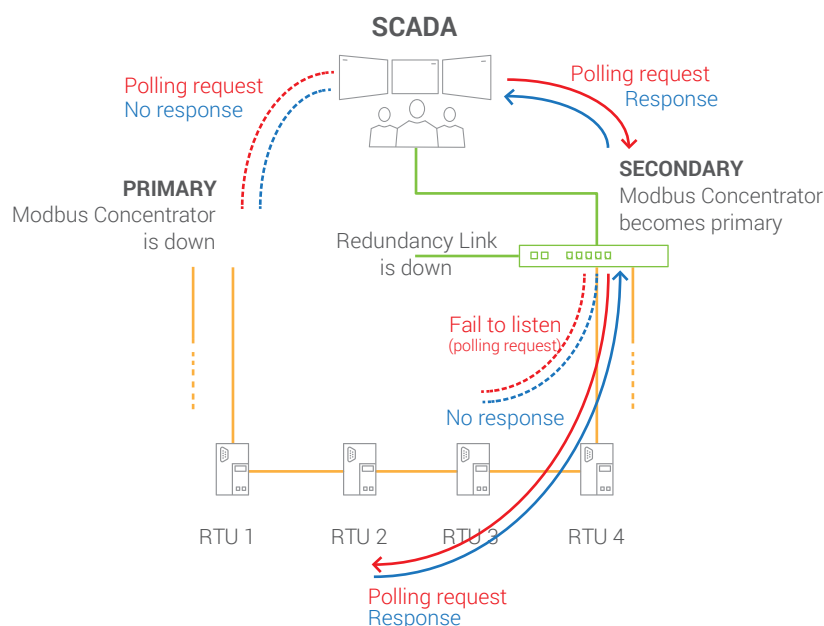 SCADA
Polling request
No response
Polling request
Response
PRIMARY
Modbus Concentrator
is down
SECONDARY
Modbus Concentrator
becomes primary
Redundancy Link
is down
Fail to listen
(polling request)
No response
RTU 1
RTU 2
RTU 3
RTU 4
Polling request
Response